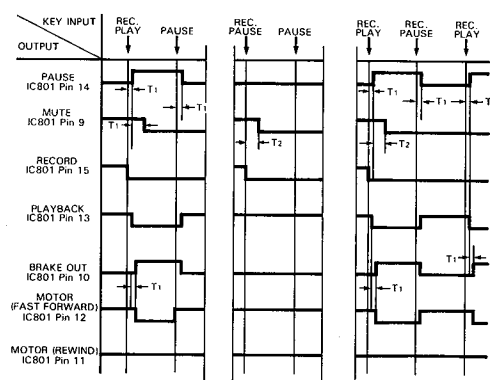 KEY INPUT
OUTPUT
REC. PLAY
PAUSE
REC. PAUSE
PAUSE
REC. PLAY
REC. PAUSE
REC. PLAY
PAUSE
IC801 Pin 14
T1
T1
T1
T1
T1
MUTE
IC801 Pin 9
T1
T2
T2
RECORD
IC801 Pin 15
PLAYBACK
IC801 Pin 13
T1
BRAKE OUT
IC801 Pin 10
T1
T1
MOTOR
(FAST FORWARD)
IC801 Pin 12
MOTOR (REWIND)
IC801 Pin 11